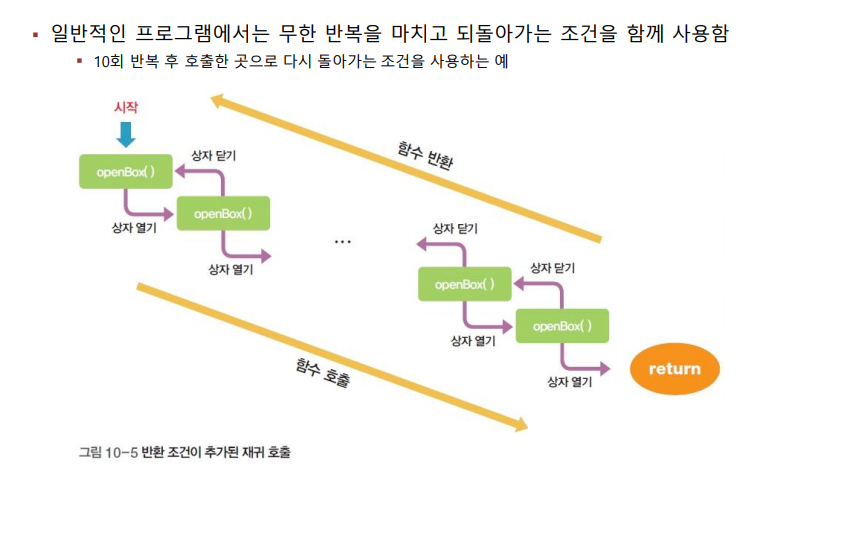 일반적인 프로그램에서는 무한 반복을 마치고 되돌아가는 조건을 함께 사용함
10회 반복 후 호출한 곳으로 다시 돌아가는 조건을 사용하는 예
시작
함수 반환
상자 닫기
openBox( )
openBox( )
상자 열기
상자 열기
...
상자 닫기
상자 닫기
openBox( )
openBox( )
상자 열기
상자 열기
함수 호출
return
그림 10-5 반환 조건이 추가된 재귀 호출